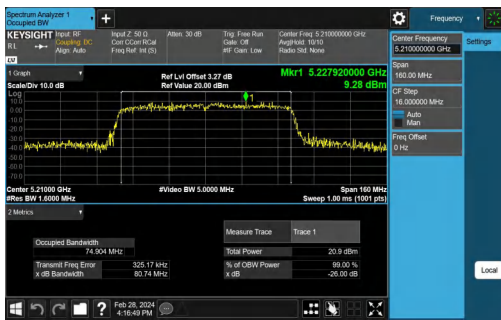 Spectrum Analyzer 1
Occupied BW
Frequency
KEYSIGHT
RL
Input: RF
Coupling: DC
Align: Auto
Input Z: 50 Ω
Corr CCorr RCal
Freq Ref: Int (S)
Atten: 30 dB
Trig: Free Run
Gate: Off
#IF Gain: Low
Center Freq: 5.210000000 GHz
Avg|Hold: 10/10
Radio Std: None
LW
1 Graph
Scale/Div 10.0 dB
Ref Lvl Offset 3.27 dB
Ref Value 20.00 dBm
Mkr1 5.227920000 GHz
9.28 dBm
Log
10.0
0.00
-10.0
-20.0
-30.0
-40.0
-50.0
-60.0
-70.0
1
Center 5.21000 GHz
#Res BW 1.6000 MHz
#Video BW 5.0000 MHz
Span 160 MHz
Sweep 1.00 ms (1001 pts)
2 Metrics
Measure Trace
Trace 1
Occupied Bandwidth
74.904 MHz
Total Power
20.9 dBm
Transmit Freq Error
325.17 kHz
% of OBW Power
99.00 %
x dB Bandwidth
80.74 MHz
x dB
-26.00 dB
Feb 28, 2024
4:16:49 PM
Center Frequency
5.210000000 GHz
Settings
Span
160.00 MHz
CF Step
16.000000 MHz
Auto
Man
Freq Offset
0 Hz
Local